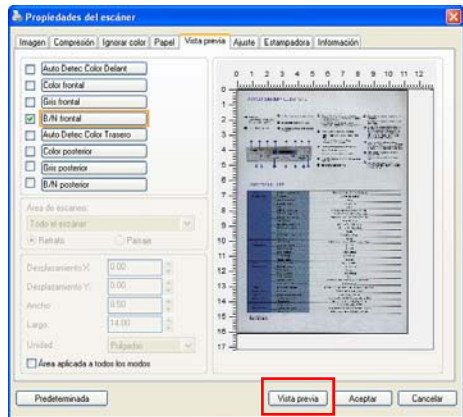 Propiedades del escáner
Imagen Compresión Ignorar color Papel Vista previa Ajuste Estampadora Información
Auto Detec Color Delant
Color frontal
Gris frontal
B/N frontal
Auto Detec Color Trasero
Color posterior
Gris posterior
B/N posterior
Área de escaneo:
Todo el escáner
Retrato Paisaje
Desplazamiento X: 0.00
Desplazamiento Y: 0.00
Ancho: 9.50
Largo: 14.00
Unidad Pulgadas
Área aplicada a todos los modos
0 1 2 3 4 5 6 7 8 9 10 11 12
0
1
2
3
4
5
6
7
8
9
10
11
12
13
14
15
16
17
Predeterminada Vista previa Aceptar Cancelar